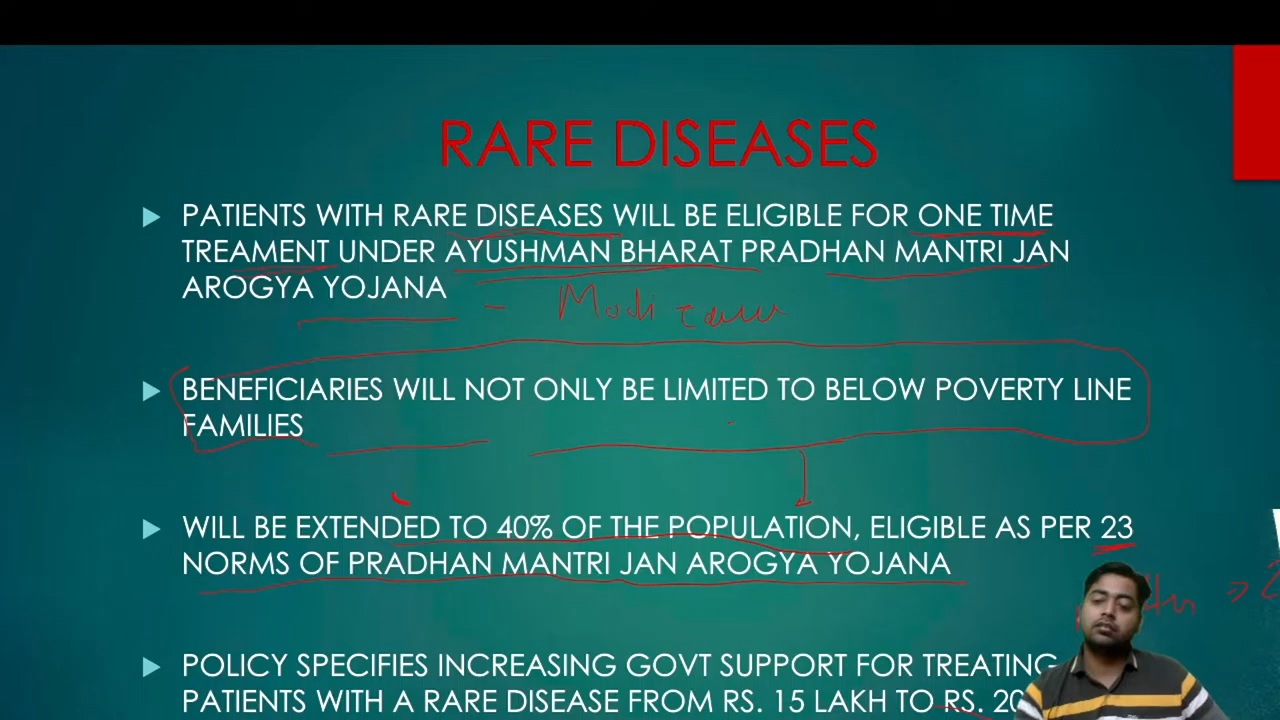 RARE DISEASES
PATIENTS WITH RARE DISEASES WILL BE ELIGIBLE FOR ONE TIME
TREAMENT UNDER AYUSHMAN BHARAT PRADHAN MANTRI JAN
AROGYA YOJANA
- Modi
BENEFICIARIES WILL NOT ONLY BE LIMITED TO BELOW POVERTY LINE
FAMILIES
WILL BE EXTENDED TO 40% OF THE POPULATION, ELIGIBLE AS PER 23
NORMS OF PRADHAN MANTRI JAN AROGYA YOJANA
POLICY SPECIFIES INCREASING GOVT SUPPORT FOR TREATING
PATIENTS WITH A RARE DISEASE FROM RS. 15 LAKH TO RS. 20